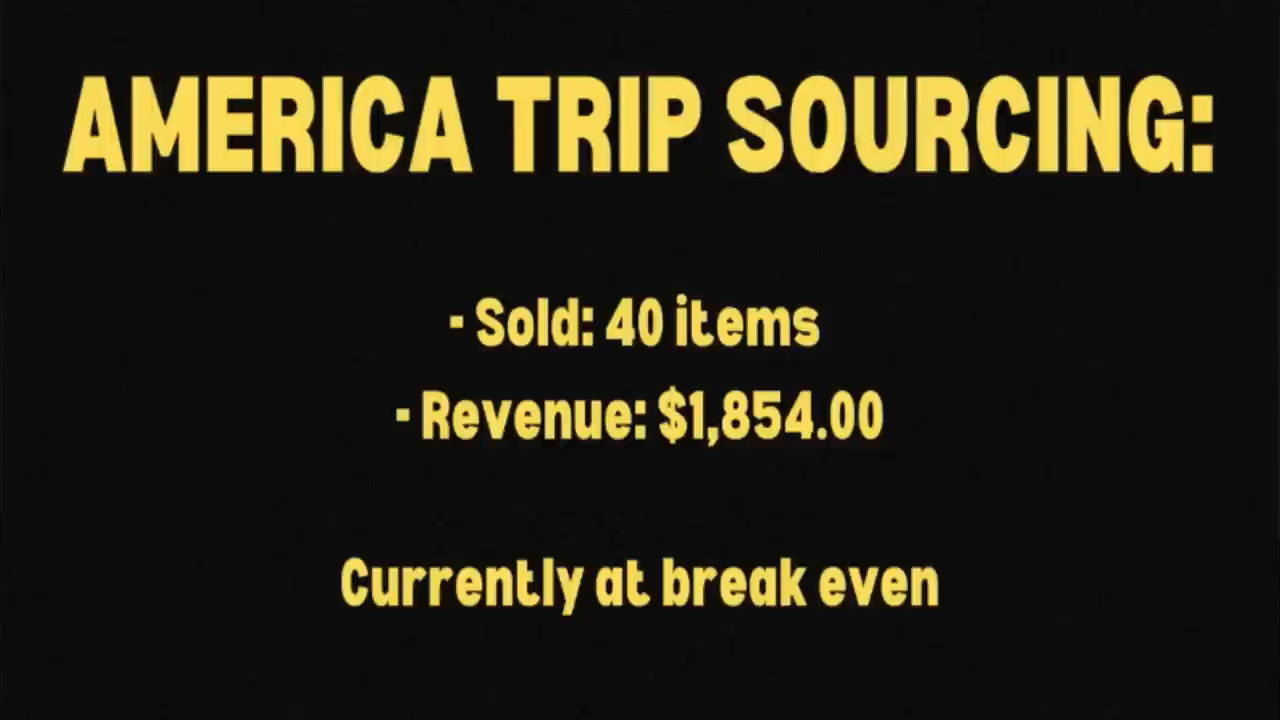 AMERICA TRIP SOURCING:
- Sold: 40 items
- Revenue: $1,854.00
Currently at break even